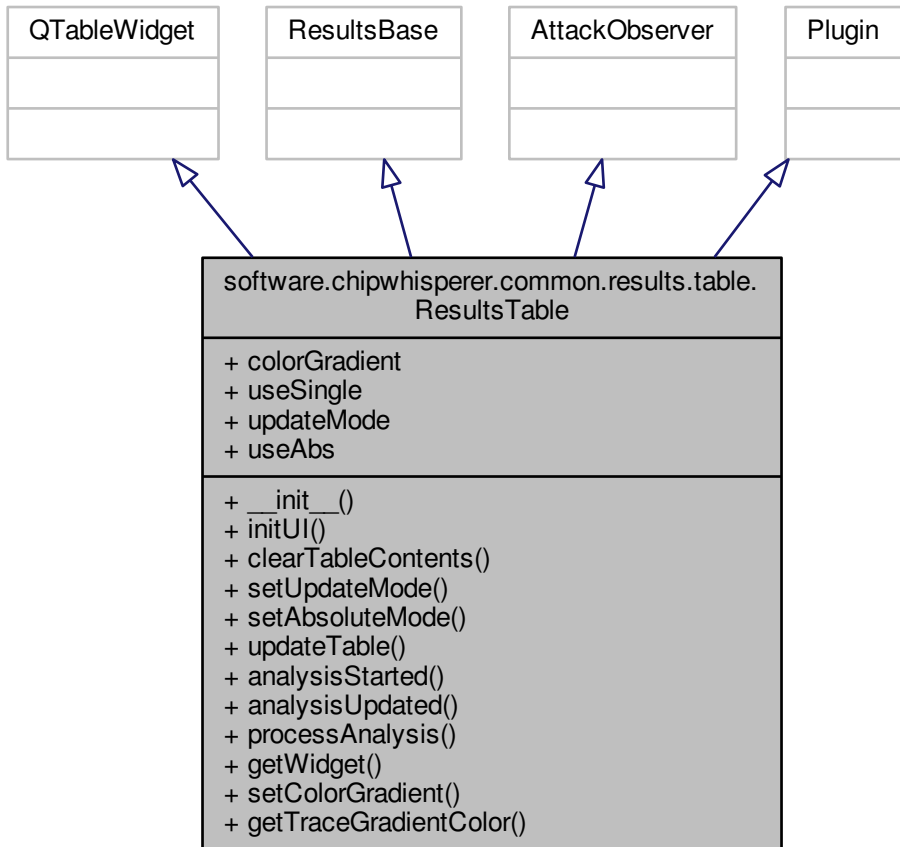 QTableWidget
ResultsBase
AttackObserver
Plugin
software.chipwhisperer.common.results.table.
ResultsTable
+ colorGradient
+ useSingle
+ updateMode
+ useAbs
+ __init__()
+ initUI()
+ clearTableContents()
+ setUpdateMode()
+ setAbsoluteMode()
+ updateTable()
+ analysisStarted()
+ analysisUpdated()
+ processAnalysis()
+ getWidget()
+ setColorGradient()
+ getTraceGradientColor()